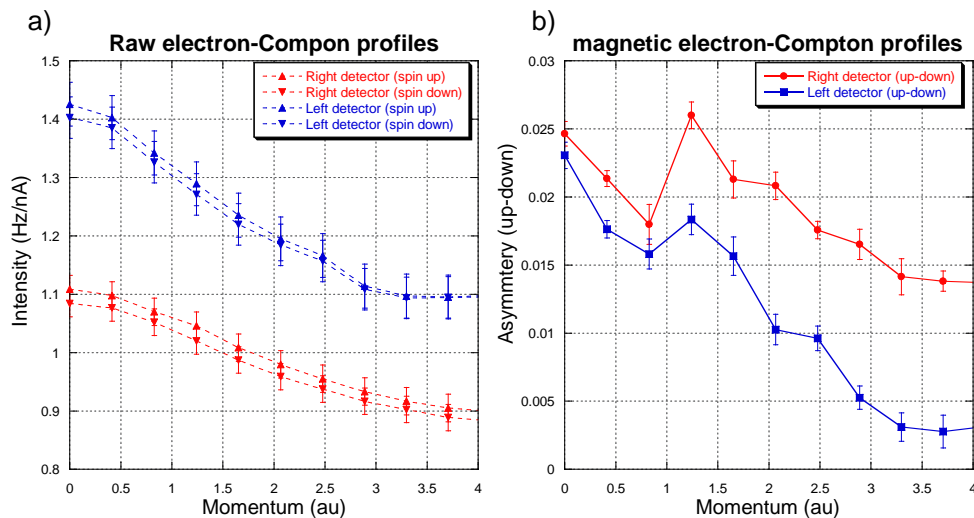 a)
Raw electron-Compon profiles
Right detector (spin up)
Right detector (spin down)
Left detector (spin up)
Left detector (spin down)
Intensity (Hz/nA)
1.5
1.4
1.3
1.2
1.1
1
0.9
0.8
0 0.5 1 1.5 2 2.5 3 3.5 4
Momentum (au)
b)
magnetic electron-Compton profiles
Right detector (up-down)
Left detector (up-down)
Asymmtery (up-down)
0.03
0.025
0.02
0.015
0.01
0.005
0
0 0.5 1 1.5 2 2.5 3 3.5 4
Momentum (au)